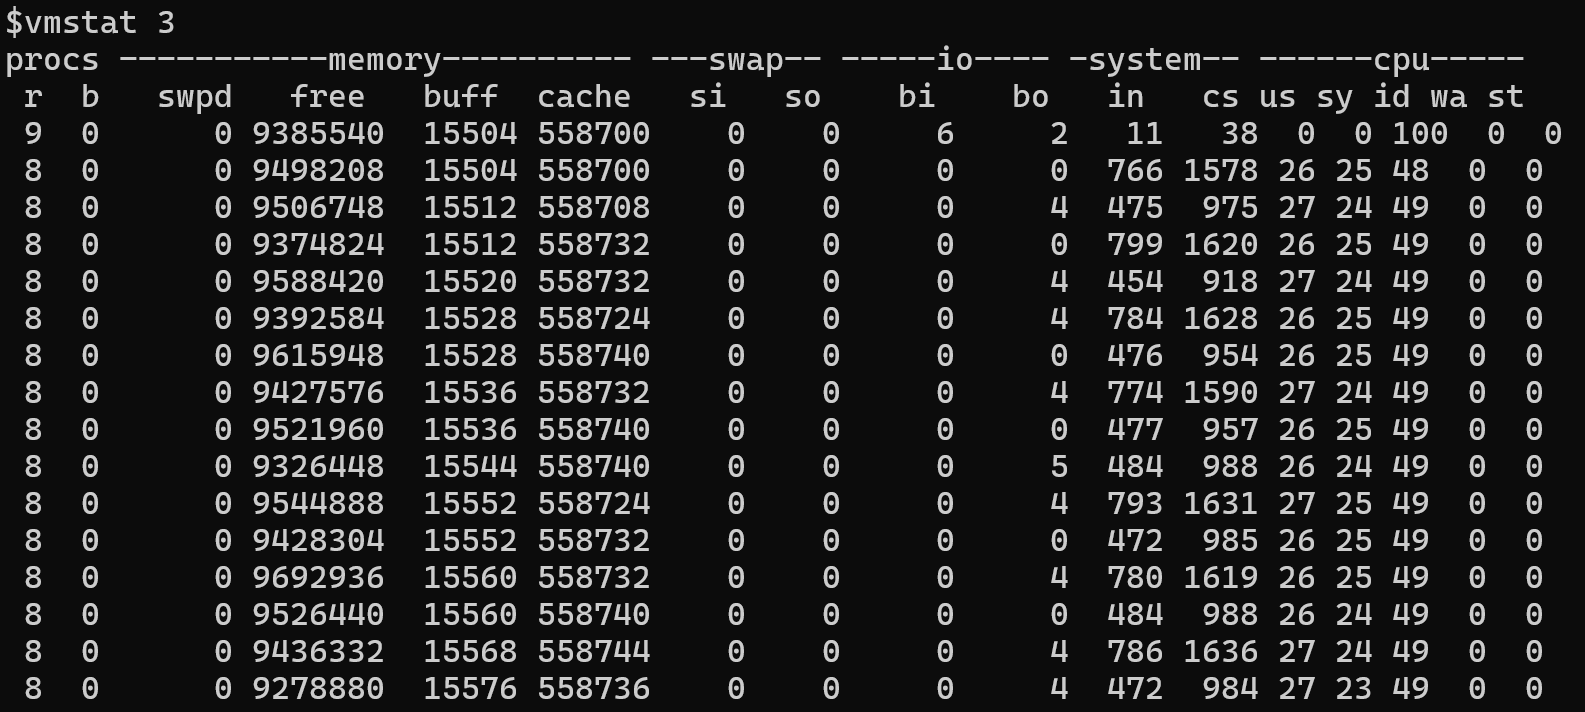 $vmstat 3
procs -----------memory---------- ---swap-- -----io---- -system-- ------cpu-----
 r  b   swpd   free   buff  cache   si   so    bi    bo   in   cs us sy id wa st
 9  0      0 9385540  15504 558700    0    0     6     2   11   38  0  0 100  0  0
 8  0      0 9498208  15504 558700    0    0     0     0  766 1578 26 25 48  0  0
 8  0      0 9506748  15512 558708    0    0     0     4  475  975 27 24 49  0  0
 8  0      0 9374824  15512 558732    0    0     0     0  799 1620 26 25 49  0  0
 8  0      0 9588420  15520 558732    0    0     0     4  454  918 27 24 49  0  0
 8  0      0 9392584  15528 558724    0    0     0     4  784 1628 26 25 49  0  0
 8  0      0 9615948  15528 558740    0    0     0     0  476  954 26 25 49  0  0
 8  0      0 9427576  15536 558732    0    0     0     4  774 1590 27 24 49  0  0
 8  0      0 9521960  15536 558740    0    0     0     0  477  957 26 25 49  0  0
 8  0      0 9326448  15544 558740    0    0     0     5  484  988 26 24 49  0  0
 8  0      0 9544888  15552 558724    0    0     0     4  793 1631 27 25 49  0  0
 8  0      0 9428304  15552 558732    0    0     0     0  472  985 26 25 49  0  0
 8  0      0 9692936  15560 558732    0    0     0     4  780 1619 26 25 49  0  0
 8  0      0 9526440  15560 558740    0    0     0     0  484  988 26 24 49  0  0
 8  0      0 9436332  15568 558744    0    0     0     4  786 1636 27 24 49  0  0
 8  0      0 9278880  15576 558736    0    0     0     4  472  984 27 23 49  0  0